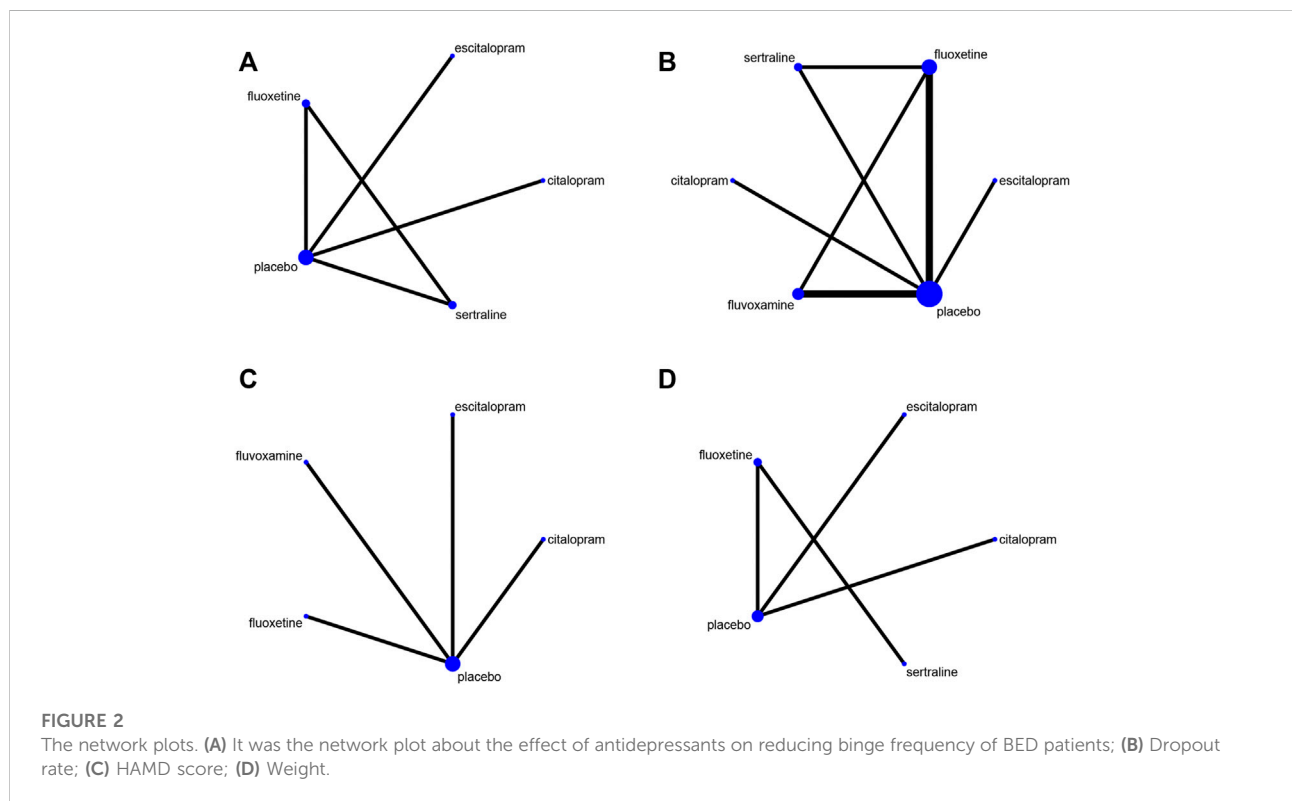 A
escitalopram
fluoxetine
citalopram
placebo
sertraline
B
sertraline
fluoxetine
citalopram
escitalopram
fluvoxamine
placebo
C
escitalopram
fluvoxamine
citalopram
fluoxetine
placebo
D
escitalopram
fluoxetine
citalopram
placebo
sertraline
FIGURE 2
The network plots. (A) It was the network plot about the effect of antidepressants on reducing binge frequency of BED patients; (B) Dropout
rate; (C) HAMD score; (D) Weight.